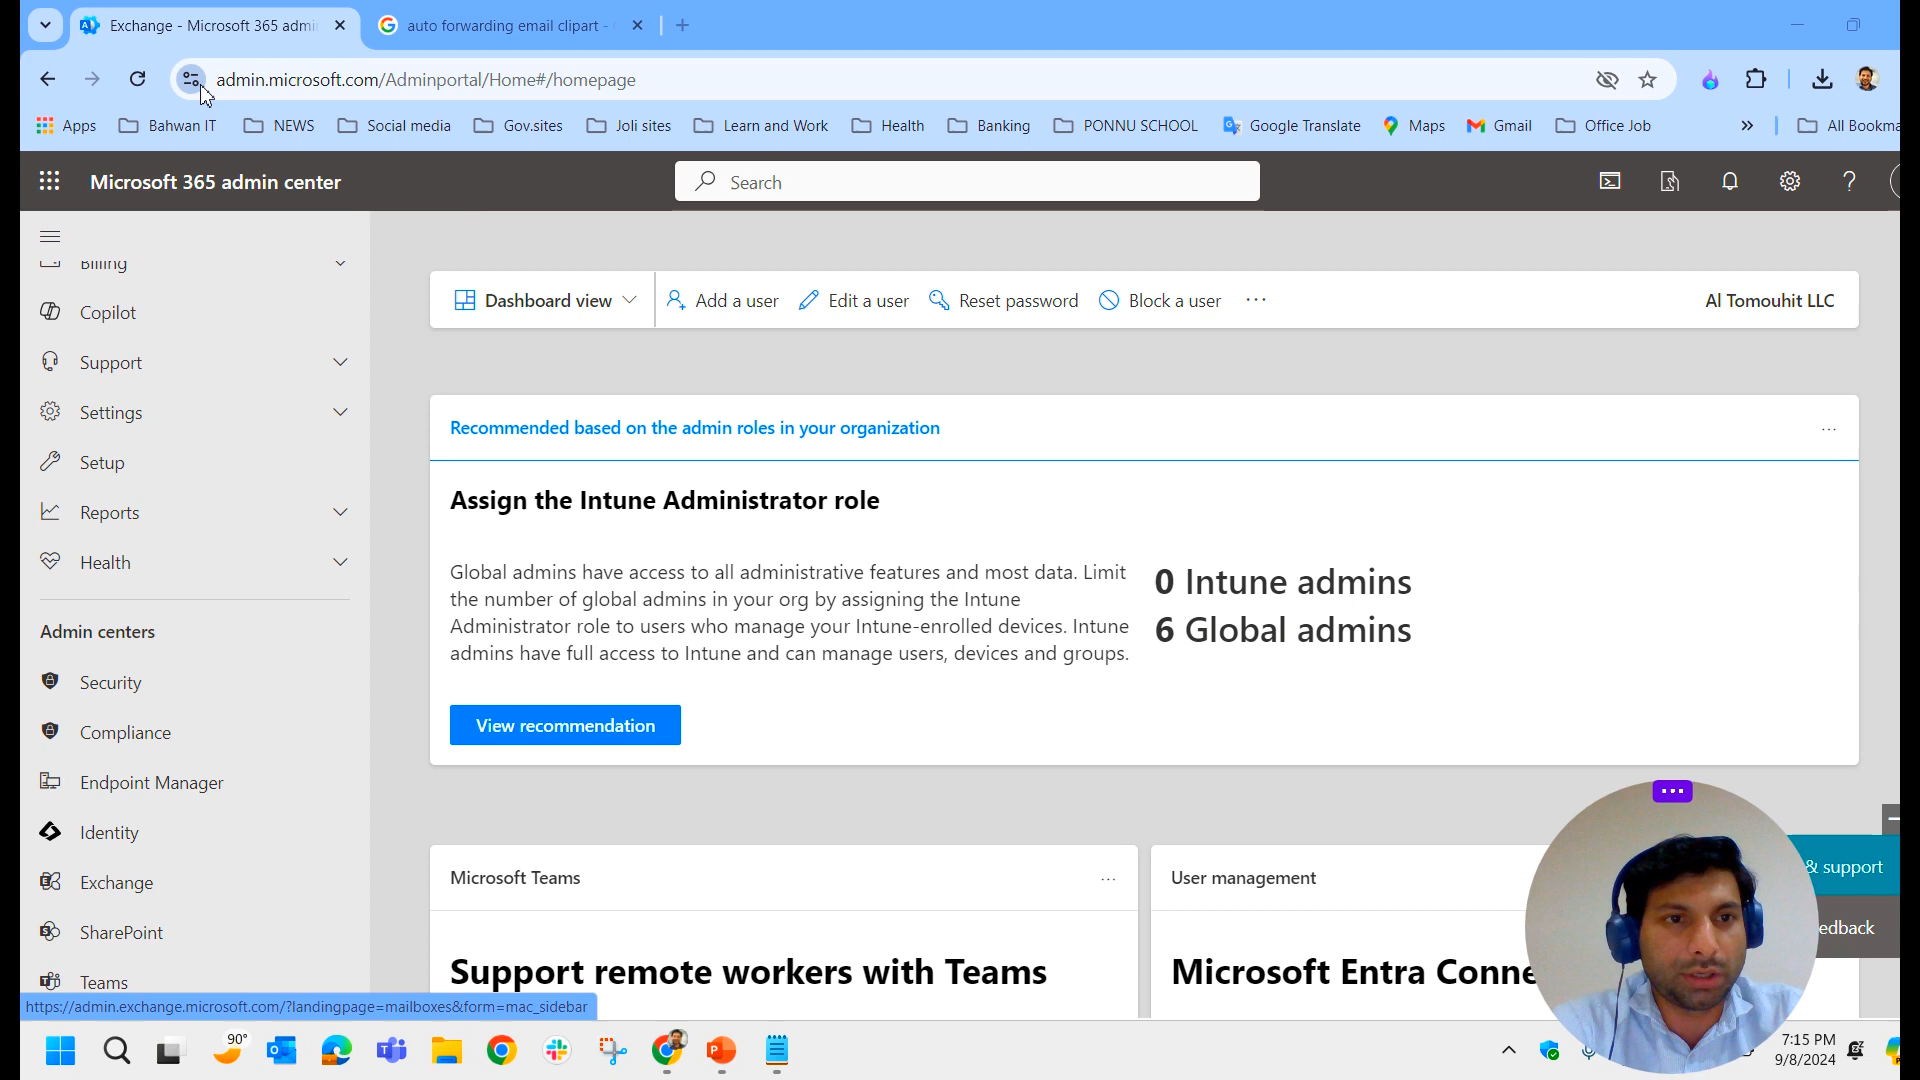 Exchange - Microsoft 365 admi
auto forwarding email clipart -
admin.microsoft.com/Adminportal/Home#/homepage
Apps
Bahwan IT
NEWS
Social media
Gov.sites
Joli sites
Learn and Work
Health
Banking
PONNU SCHOOL
Google Translate
Maps
Gmail
Office Job
All Bookma
Microsoft 365 admin center
Search
Billing
Copilot
Support
Settings
Setup
Reports
Health
Admin centers
Security
Compliance
Endpoint Manager
Identity
Exchange
SharePoint
Teams
Dashboard view
Add a user
Edit a user
Reset password
Block a user
Al Tomouhit LLC
Recommended based on the admin roles in your organization
Assign the Intune Administrator role
Global admins have access to all administrative features and most data. Limit
the number of global admins in your org by assigning the Intune
Administrator role to users who manage your Intune-enrolled devices. Intune
admins have full access to Intune and can manage users, devices and groups.
0 Intune admins
6 Global admins
View recommendation
Microsoft Teams
Support remote workers with Teams
User management
Microsoft Entra Conne
& support
edback
https://admin.exchange.microsoft.com/?landingpage=mailboxes&form=mac_sidebar
90°
7:15 PM
9/8/2024